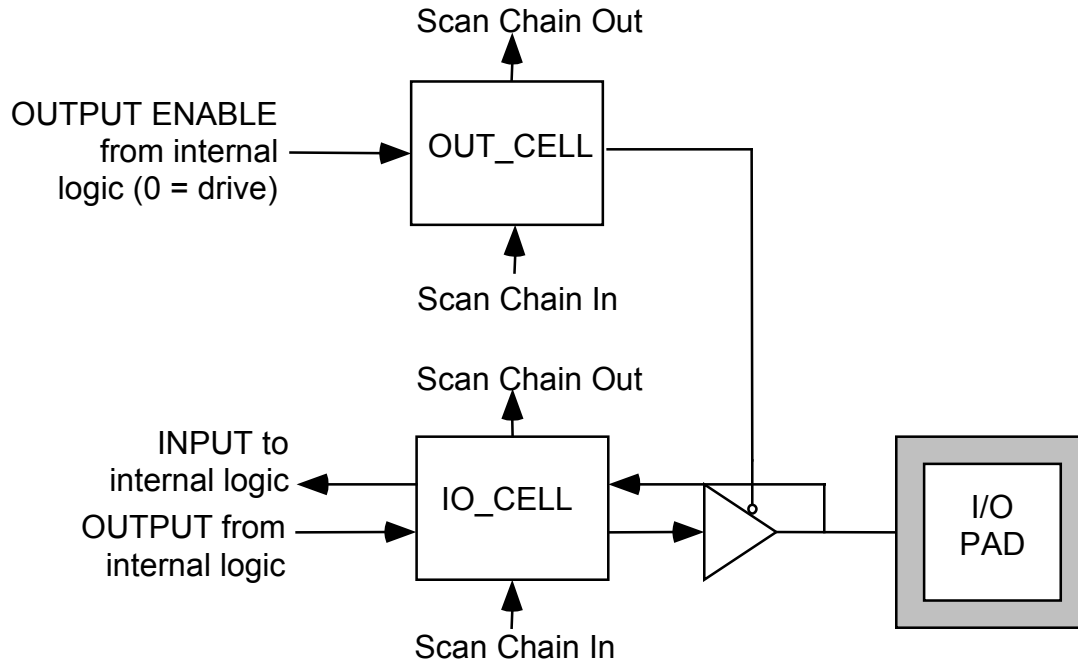 Scan Chain Out
OUTPUT ENABLE
from internal
logic (0 = drive)
OUT_CELL
Scan Chain In
Scan Chain Out
INPUT to
internal logic
OUTPUT from
internal logic
IO_CELL
I/O
PAD
Scan Chain In